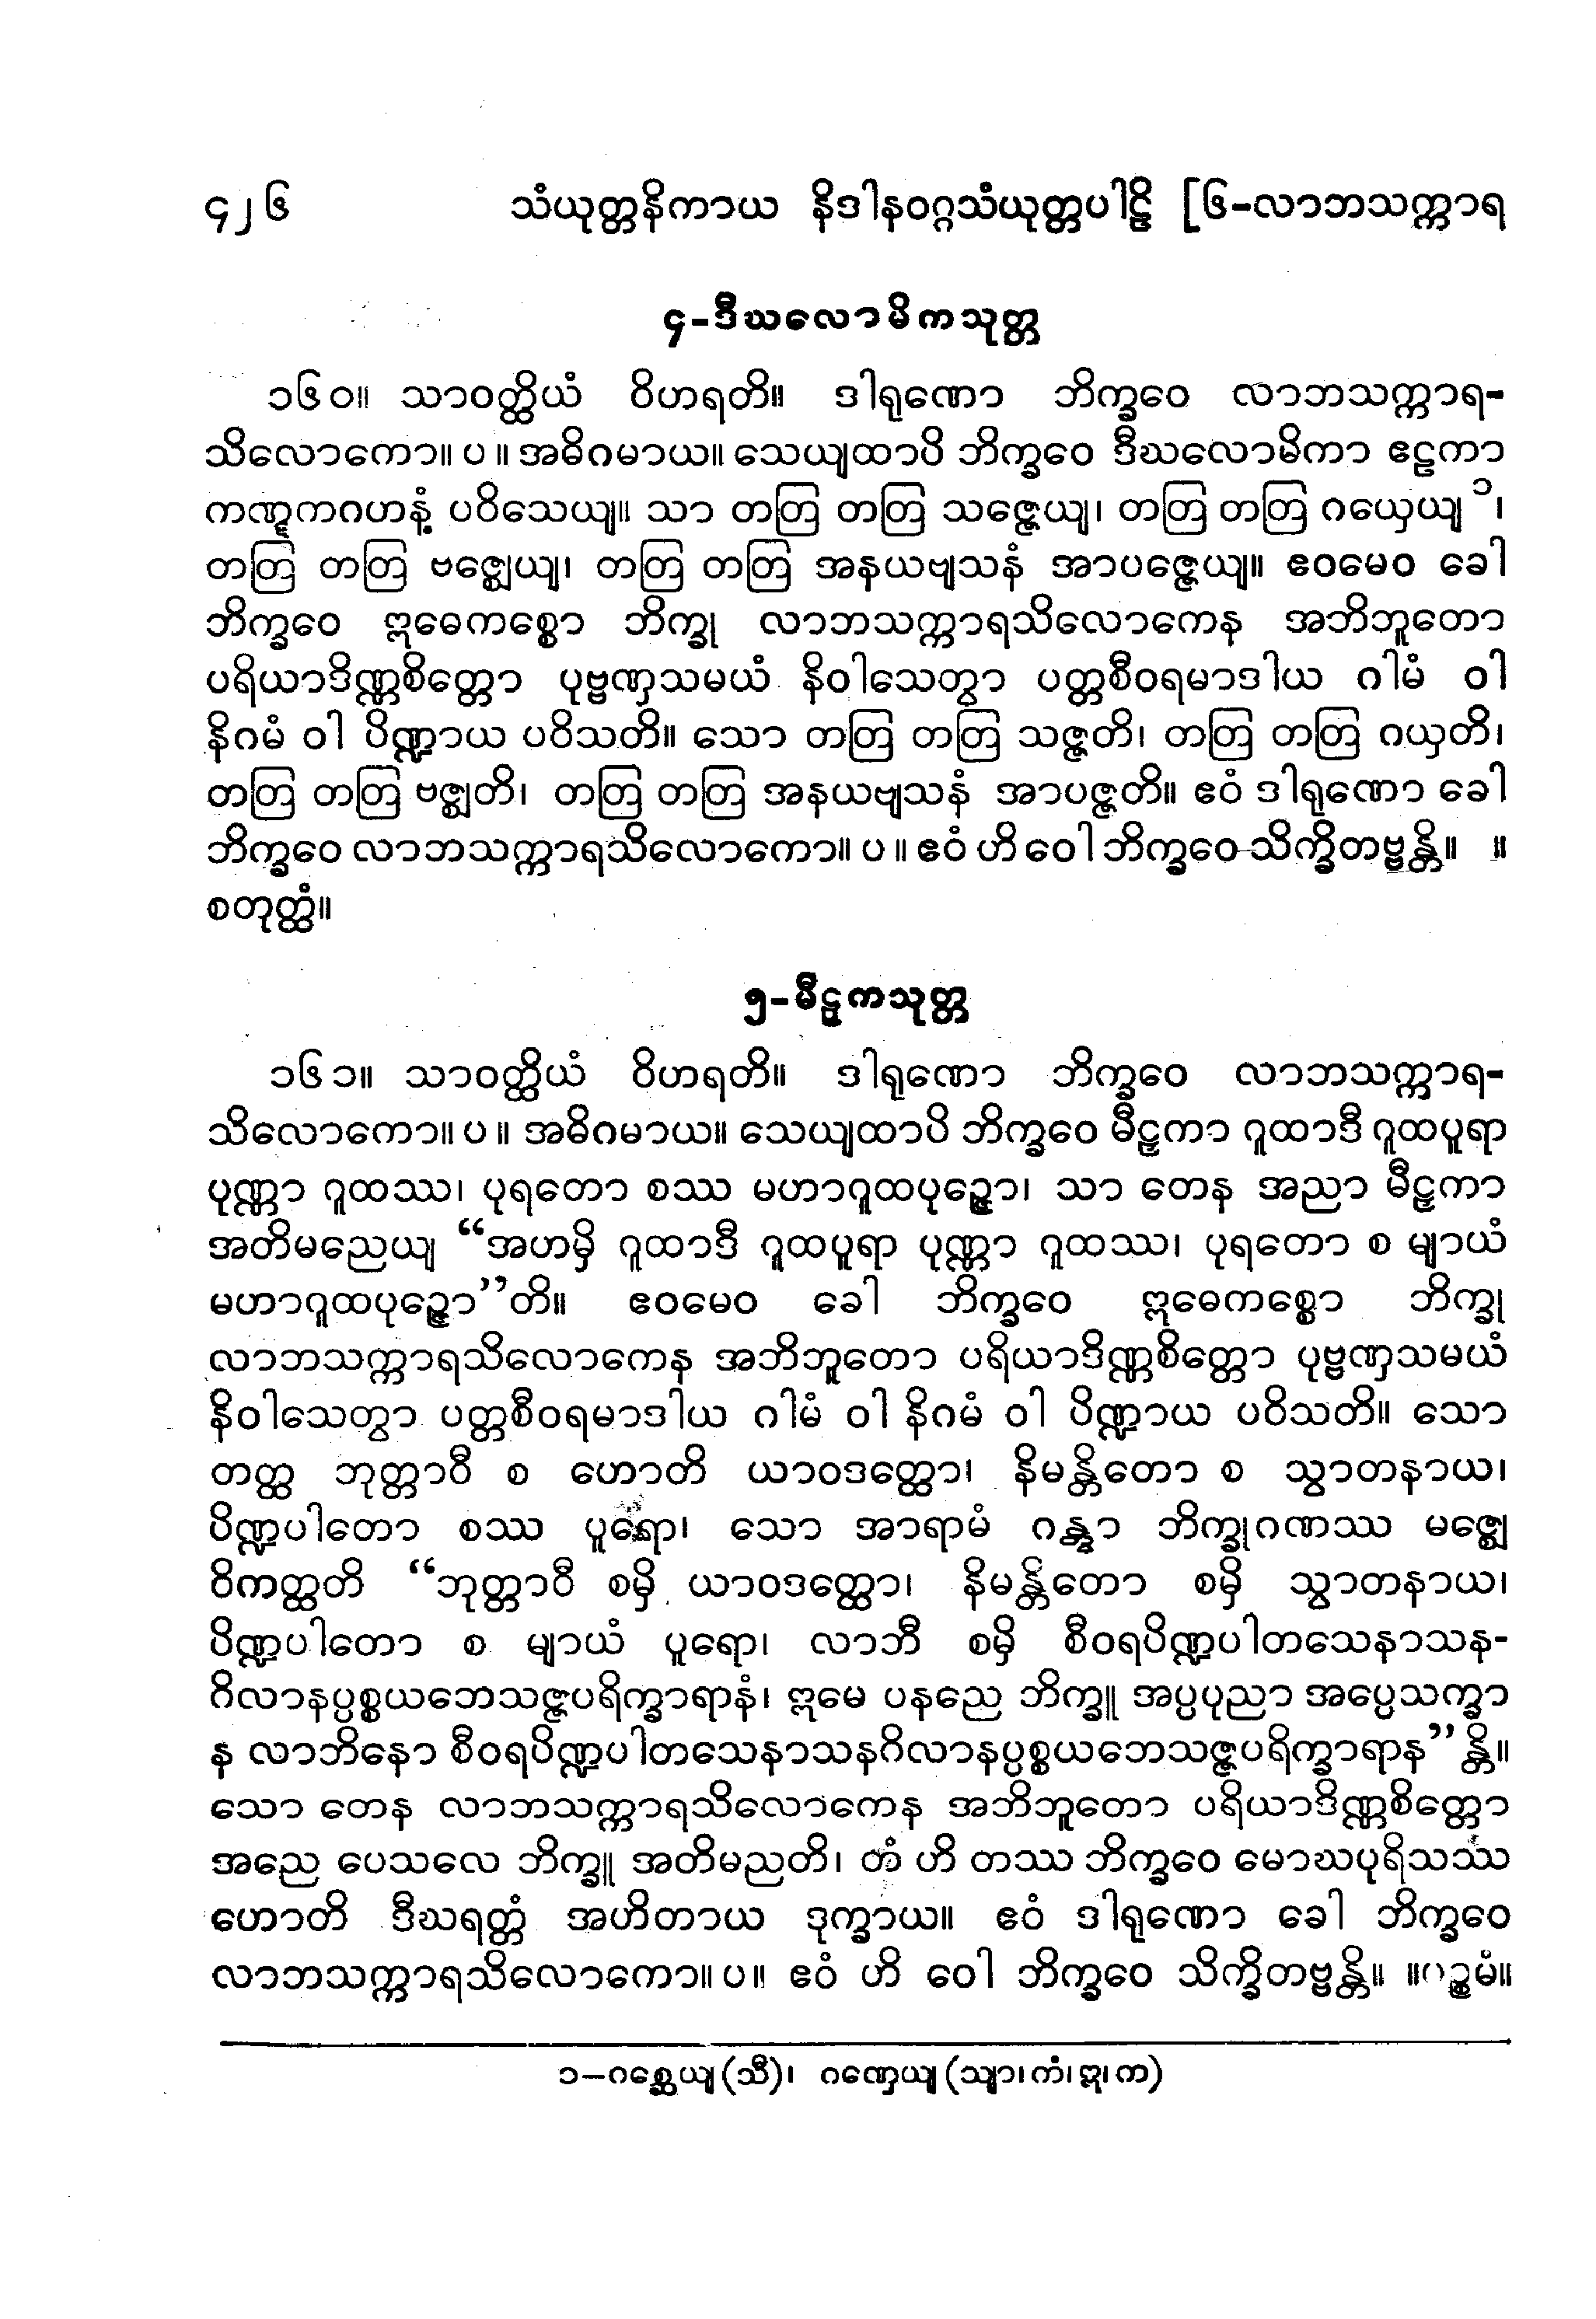 ၄၂၆ သံယုတ္တနိကာယ နိဒါနဝဂ္ဂသံယုတ္တပါဠိ [၆-လာဘသက္ကာရ
၄-ဒီဃလောမိကသုတ္တ
၁၆၀။ သာဝတ္ထိယံ ဝိဟရတိ။ ဒါရုဏော ဘိက္ခဝေ လာဘသက္ကာရ-
သိလောကော။ ပ ။ အဓိဂမာယ။ သေယျထာပိ ဘိက္ခဝေ ဒီဃလောမိကာ ဧဠကာ
ကဏ္ဋကဂဟနံ့ ပဝိသေယျ။ သာ တတြ တတြ သဇ္ဇေယျ၊ တတြ တတြ ဂယှေယျ ၁၊
တတြ တတြ ဗဇ္ဈေယျ၊ တတြ တတြ အနယဗျသနံ အာပဇ္ဇေယျ။ ဧဝမေဝ ခေါ
ဘိက္ခဝေ ဣဓေကစ္စော ဘိက္ခု လာဘသက္ကာရသိလောကေန အဘိဘူတော
ပရိယာဒိဏ္ဏစိတ္တော ပုဗ္ဗဏှသမယံ နိဝါသေတွာ ပတ္တစီဝရမာဒါယ ဂါမံ ဝါ
နိဂမံ ဝါ ပိဏ္ဍာယ ပဝိသတိ။ သော တတြ တတြ သဇ္ဇတိ၊ တတြ တတြ ဂယှတိ၊
တတြ တတြ ဗဇ္ဈတိ၊ တတြ တတြ အနယဗျသနံ အာပဇ္ဇတိ။ ဧဝံ ဒါရုဏော ခေါ
ဘိက္ခဝေ လာဘသက္ကာရသိလောကော။ ပ ။ ဧဝံ ဟိ ဝေါ ဘိက္ခဝေ သိက္ခိတဗ္ဗန္တိ။ ။
စတုတ္ထံ။
၅-မီဠှကသုတ္တ
၁၆၁။ သာဝတ္ထိယံ ဝိဟရတိ။ ဒါရုဏော ဘိက္ခဝေ လာဘသက္ကာရ-
သိလောကော။ ပ ။ အဓိဂမာယ။ သေယျထာပိ ဘိက္ခဝေ မီဠှကာ ဂူထာဒီ ဂူထပူရာ
ပုဏ္ဏာ ဂူထဿ၊ ပုရတော စဿ မဟာဂူထပုဉ္ဇော၊ သာ တေန အညာ မီဠှကာ
အတိမညေယျ “အဟမှိ ဂူထာဒီ ဂူထပူရာ ပုဏ္ဏာ ဂူထဿ၊ ပုရတော စ မျာယံ
မဟာဂူထပုဉ္ဇော”တိ။ ဧဝမေဝ ခေါ ဘိက္ခဝေ ဣဓေကစ္စော ဘိက္ခု
လာဘသက္ကာရသိလောကေန အဘိဘူတော ပရိယာဒိဏ္ဏစိတ္တော ပုဗ္ဗဏှသမယံ
နိဝါသေတွာ ပတ္တစီဝရမာဒါယ ဂါမံ ဝါ နိဂမံ ဝါ ပိဏ္ဍာယ ပဝိသတိ။ သော
တတ္ထ ဘုတ္တာဝီ စ ဟောတိ ယာဝဒတ္ထော၊ နိမန္တိတော စ သွာတနာယ၊
ပိဏ္ဍပါတော စဿ ပူရော၊ သော အာရာမံ ဂန္တွာ ဘိက္ခုဂဏဿ မဇ္ဈေ
ဝိကတ္ထတိ “ဘုတ္တာဝီ စမှိ ယာဝဒတ္ထော၊ နိမန္တိတော စမှိ သွာတနာယ၊
ပိဏ္ဍပါတော စ မျာယံ ပူရော၊ လာဘီ စမှိ စီဝရပိဏ္ဍပါတသေနာသန-
ဂိလာနပ္ပစ္စယဘေသဇ္ဇပရိက္ခာရာနံ၊ ဣမေ ပနညေ ဘိက္ခူ အပ္ပပုညာ အပ္ပေသက္ခာ
န လာဘိနော စီဝရပိဏ္ဍပါတသေနာသနဂိလာနပ္ပစ္စယဘေသဇ္ဇပရိက္ခာရာန”န္တိ။
သော တေန လာဘသက္ကာရသိလောကေန အဘိဘူတော ပရိယာဒိဏ္ဏစိတ္တော
အညေ ပေသလေ ဘိက္ခူ အတိမညတိ၊ တံ ဟိ တဿ ဘိက္ခဝေ မောဃပုရိသဿ
ဟောတိ ဒီဃရတ္တံ အဟိတာယ ဒုက္ခာယ။ ဧဝံ ဒါရုဏော ခေါ ဘိက္ခဝေ
လာဘသက္ကာရသိလောကော။ ပ။ ဧဝံ ဟိ ဝေါ ဘိက္ခဝေ သိက္ခိတဗ္ဗန္တိ။ ။ပဉ္စမံ။
၁–ဂစ္ဆေယျ (သီ)၊ ဂဏှေယျ (သျာ၊ကံ၊ဣ၊က)